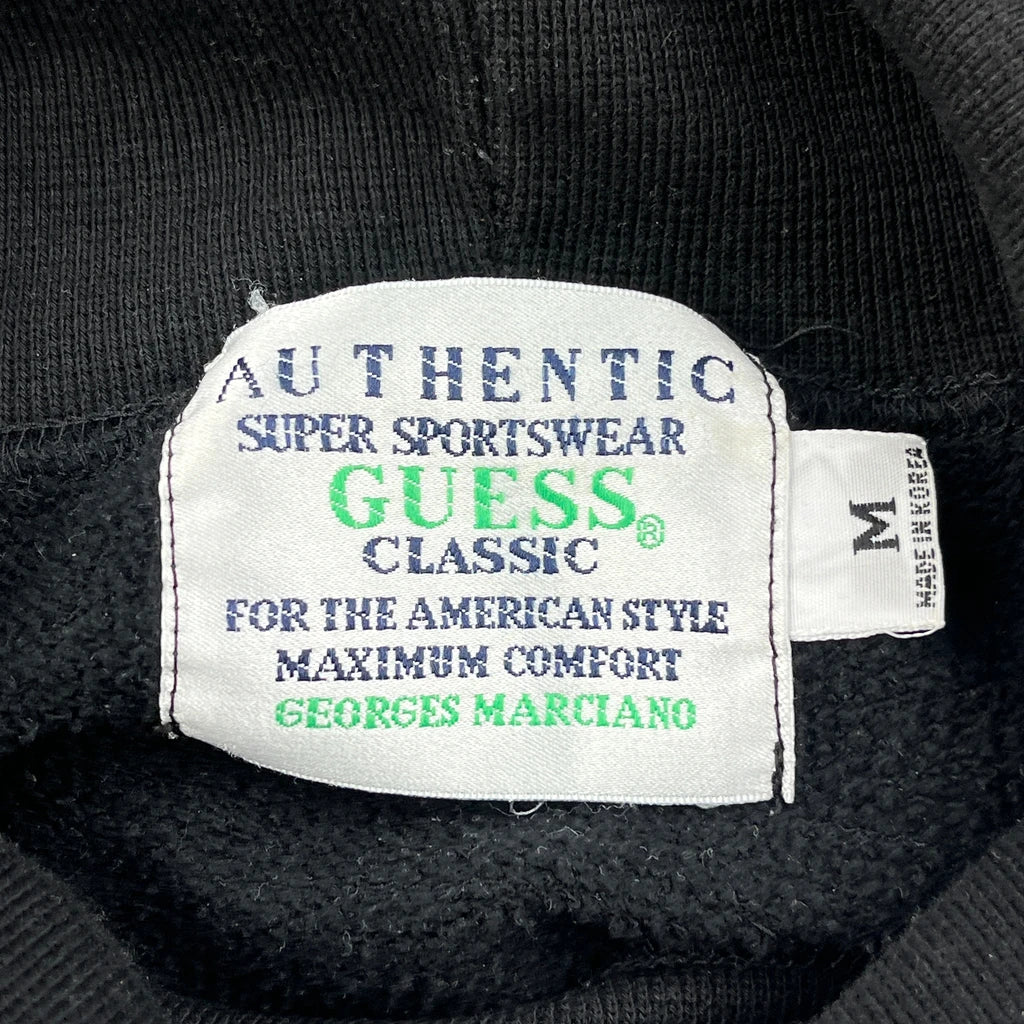 AUTHENTIC
SUPER SPORTSWEAR
GUESS®
CLASSIC
FOR THE AMERICAN STYLE
MAXIMUM COMFORT
GEORGES MARCIANO
M
MADE IN KOREA